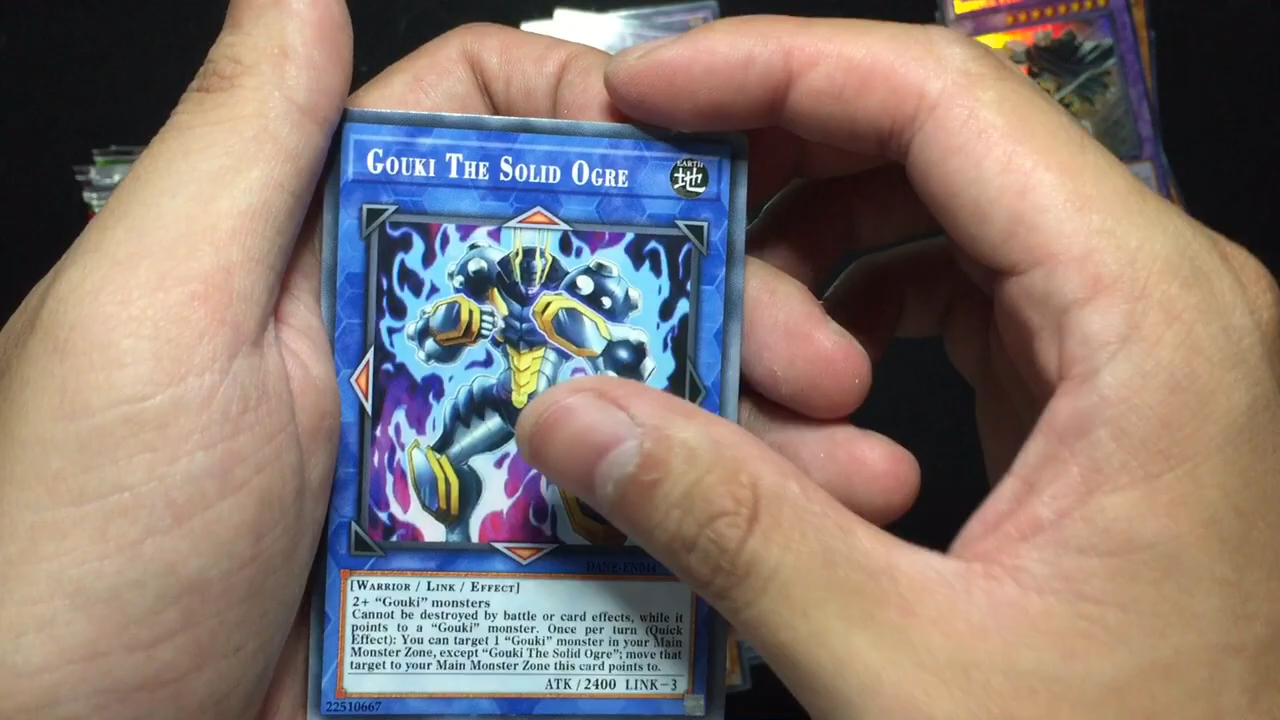 GOUKI THE SOLID OGRE
EARTH
地
DANE-EN044
[WARRIOR / LINK / EFFECT]
2+ "Gouki" monsters
Cannot be destroyed by battle or card effects, while it
points to a "Gouki" monster. Once per turn (Quick
Effect): You can target 1 "Gouki" monster in your Main
Monster Zone, except "Gouki The Solid Ogre"; move that
target to your Main Monster Zone this card points to.
ATK / 2400 LINK-3
22510667